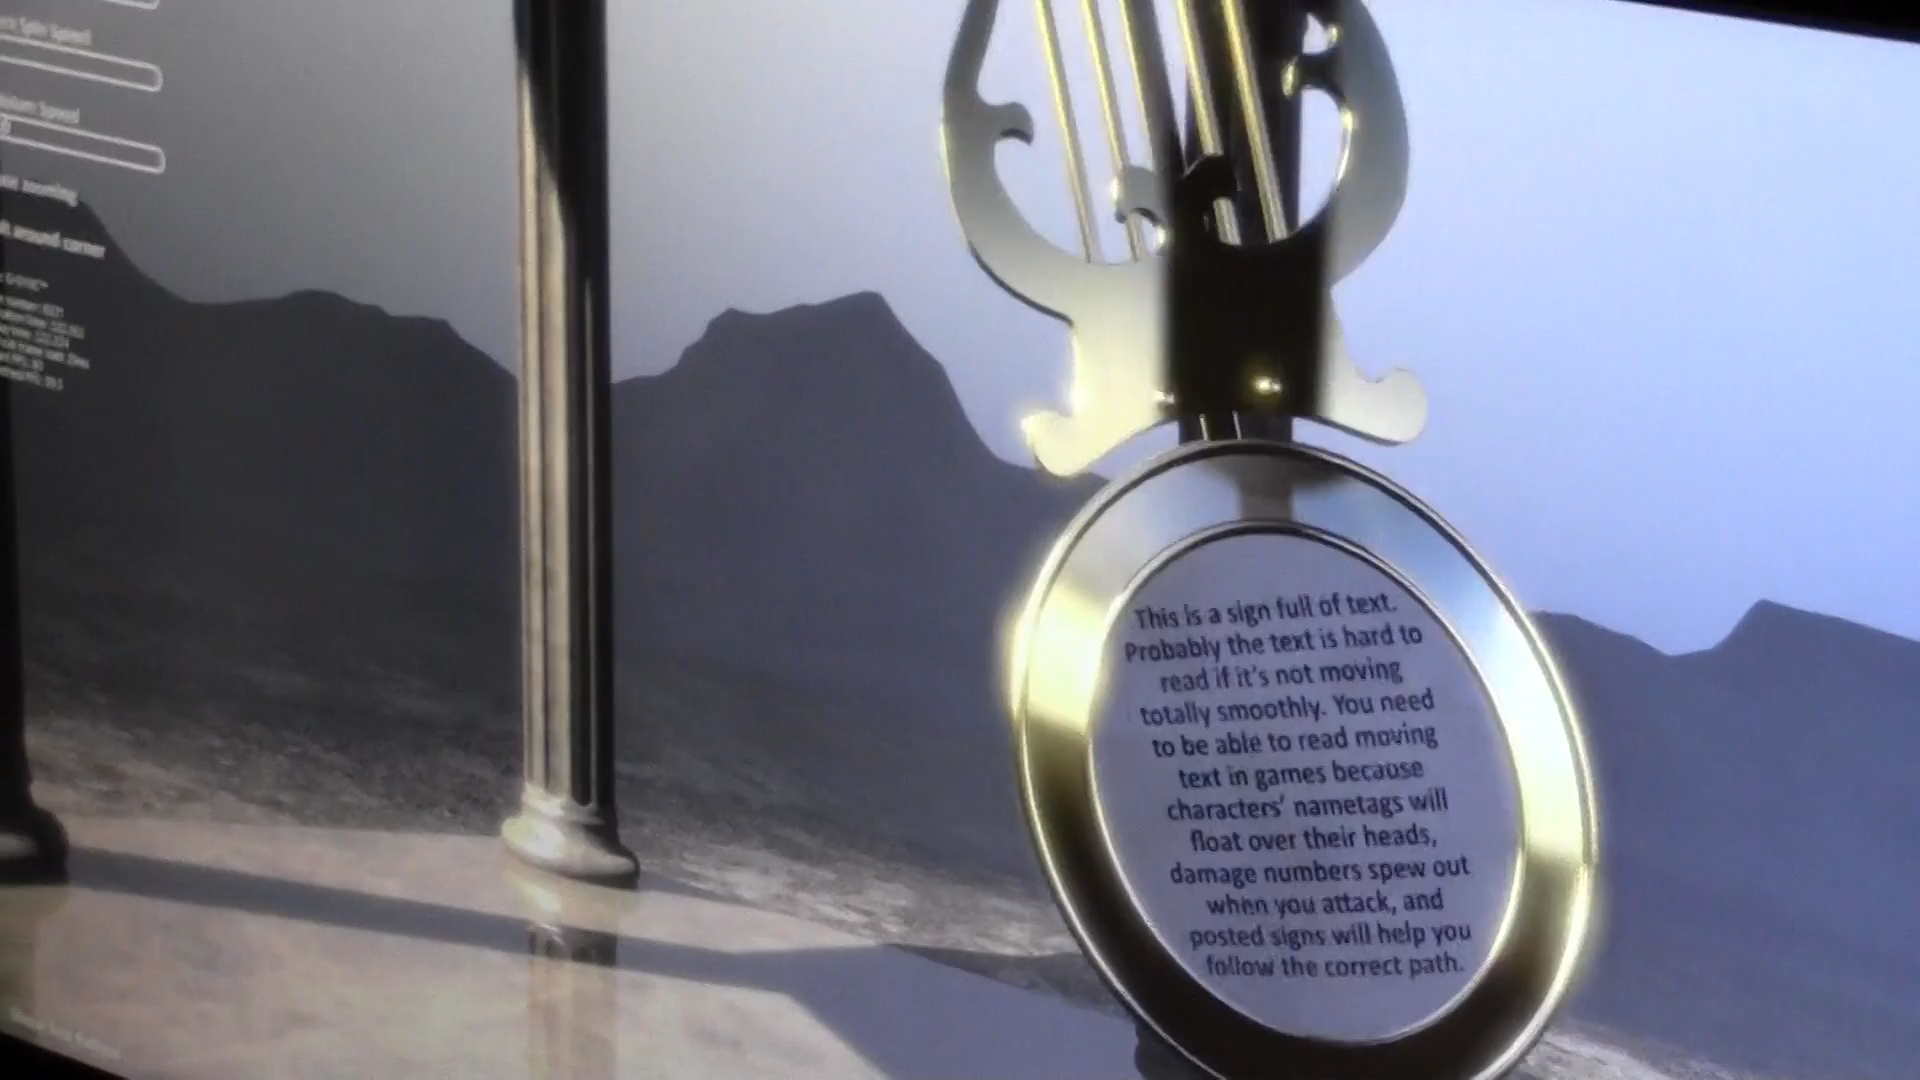 This is a sign full of text.
Probably the text is hard to
read if it's not moving
totally smoothly. You need
to be able to read moving
text in games because
characters' nametags will
float over their heads,
damage numbers spew out
when you attack, and
posted signs will help you
follow the correct path.
Speed
zooming
around corner